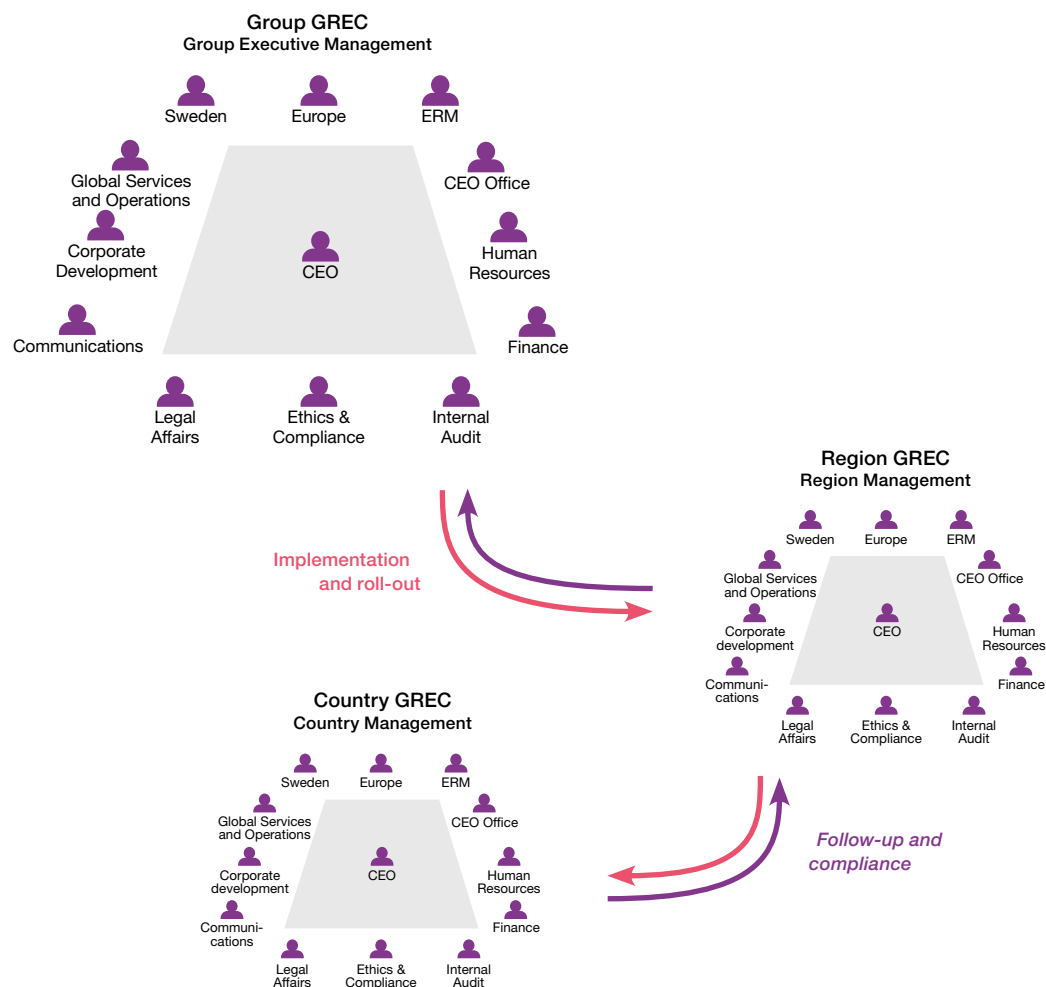 Group GREC
Group Executive Management
Sweden
Europe
ERM
Global Services
and Operations
CEO Office
Corporate
Development
CEO
Human
Resources
Communications
Finance
Legal
Affairs
Ethics &
Compliance
Internal
Audit
Implementation
and roll-out
Region GREC
Region Management
Sweden
Europe
ERM
Global Services
and Operations
CEO Office
Corporate
development
CEO
Human
Resources
Communi-
cations
Finance
Legal
Affairs
Ethics &
Compliance
Internal
Audit
Follow-up and
compliance
Country GREC
Country Management
Sweden
Europe
ERM
Global Services
and Operations
CEO Office
Corporate
development
CEO
Human
Resources
Communi-
cations
Finance
Legal
Affairs
Ethics &
Compliance
Internal
Audit